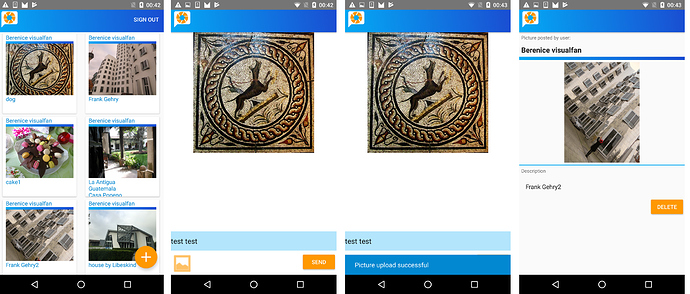 00:42
SIGN OUT
Berenice visualfan
Berenice visualfan
dog
Frank Gehry
Berenice visualfan
Berenice visualfan
cake1
La Antigua
Guatemala
Casa Popeno
Berenice visualfan
Berenice visualfan
Frank Gehry2
house by Libeskind
00:42
test test
SEND
00:43
test test
Picture upload successful
00:43
Picture posted by user:
Berenice visualfan
Description
Frank Gehry2
DELETE